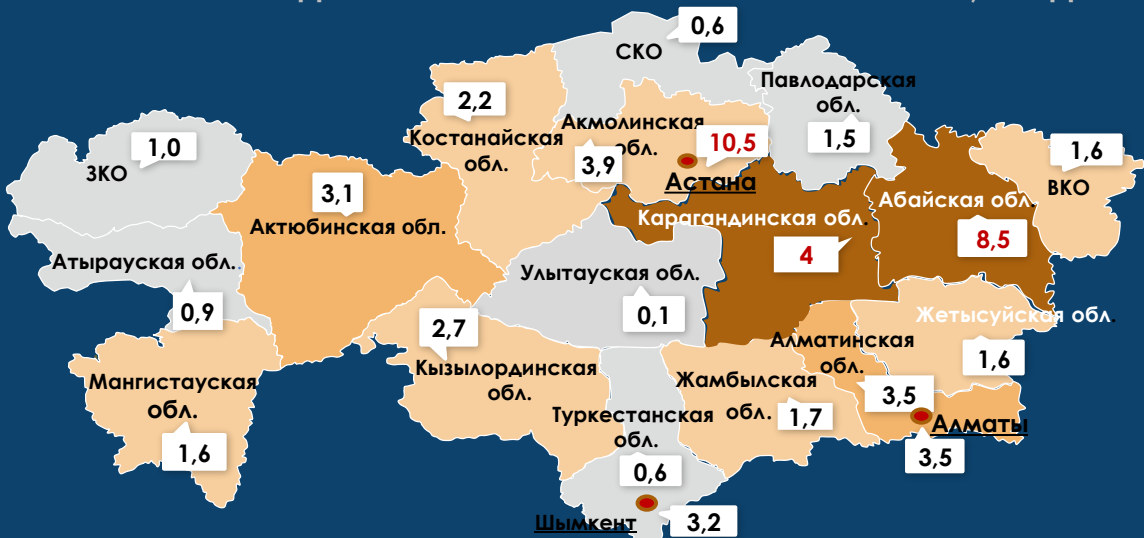 0,6
СКО
Павлодарская
обл.
1,5
2,2
Костанайская
обл.
Акмолинская
обл.
3,9
10,5
Астана
1,0
ЗКО
3,1
Актюбинская обл.
1,6
ВКО
Абайская обл.
8,5
Карагандинская обл.
4
Атырауская обл.
0,9
Улытауская обл.
0,1
Жетысуйская обл.
1,6
2,7
Кызылординская
обл.
Алматинская
обл.
3,5
Мангистауская
обл.
1,6
Жамбылская
обл.
1,7
Алматы
3,5
Туркестанская
обл.
0,6
Шымкент
3,2